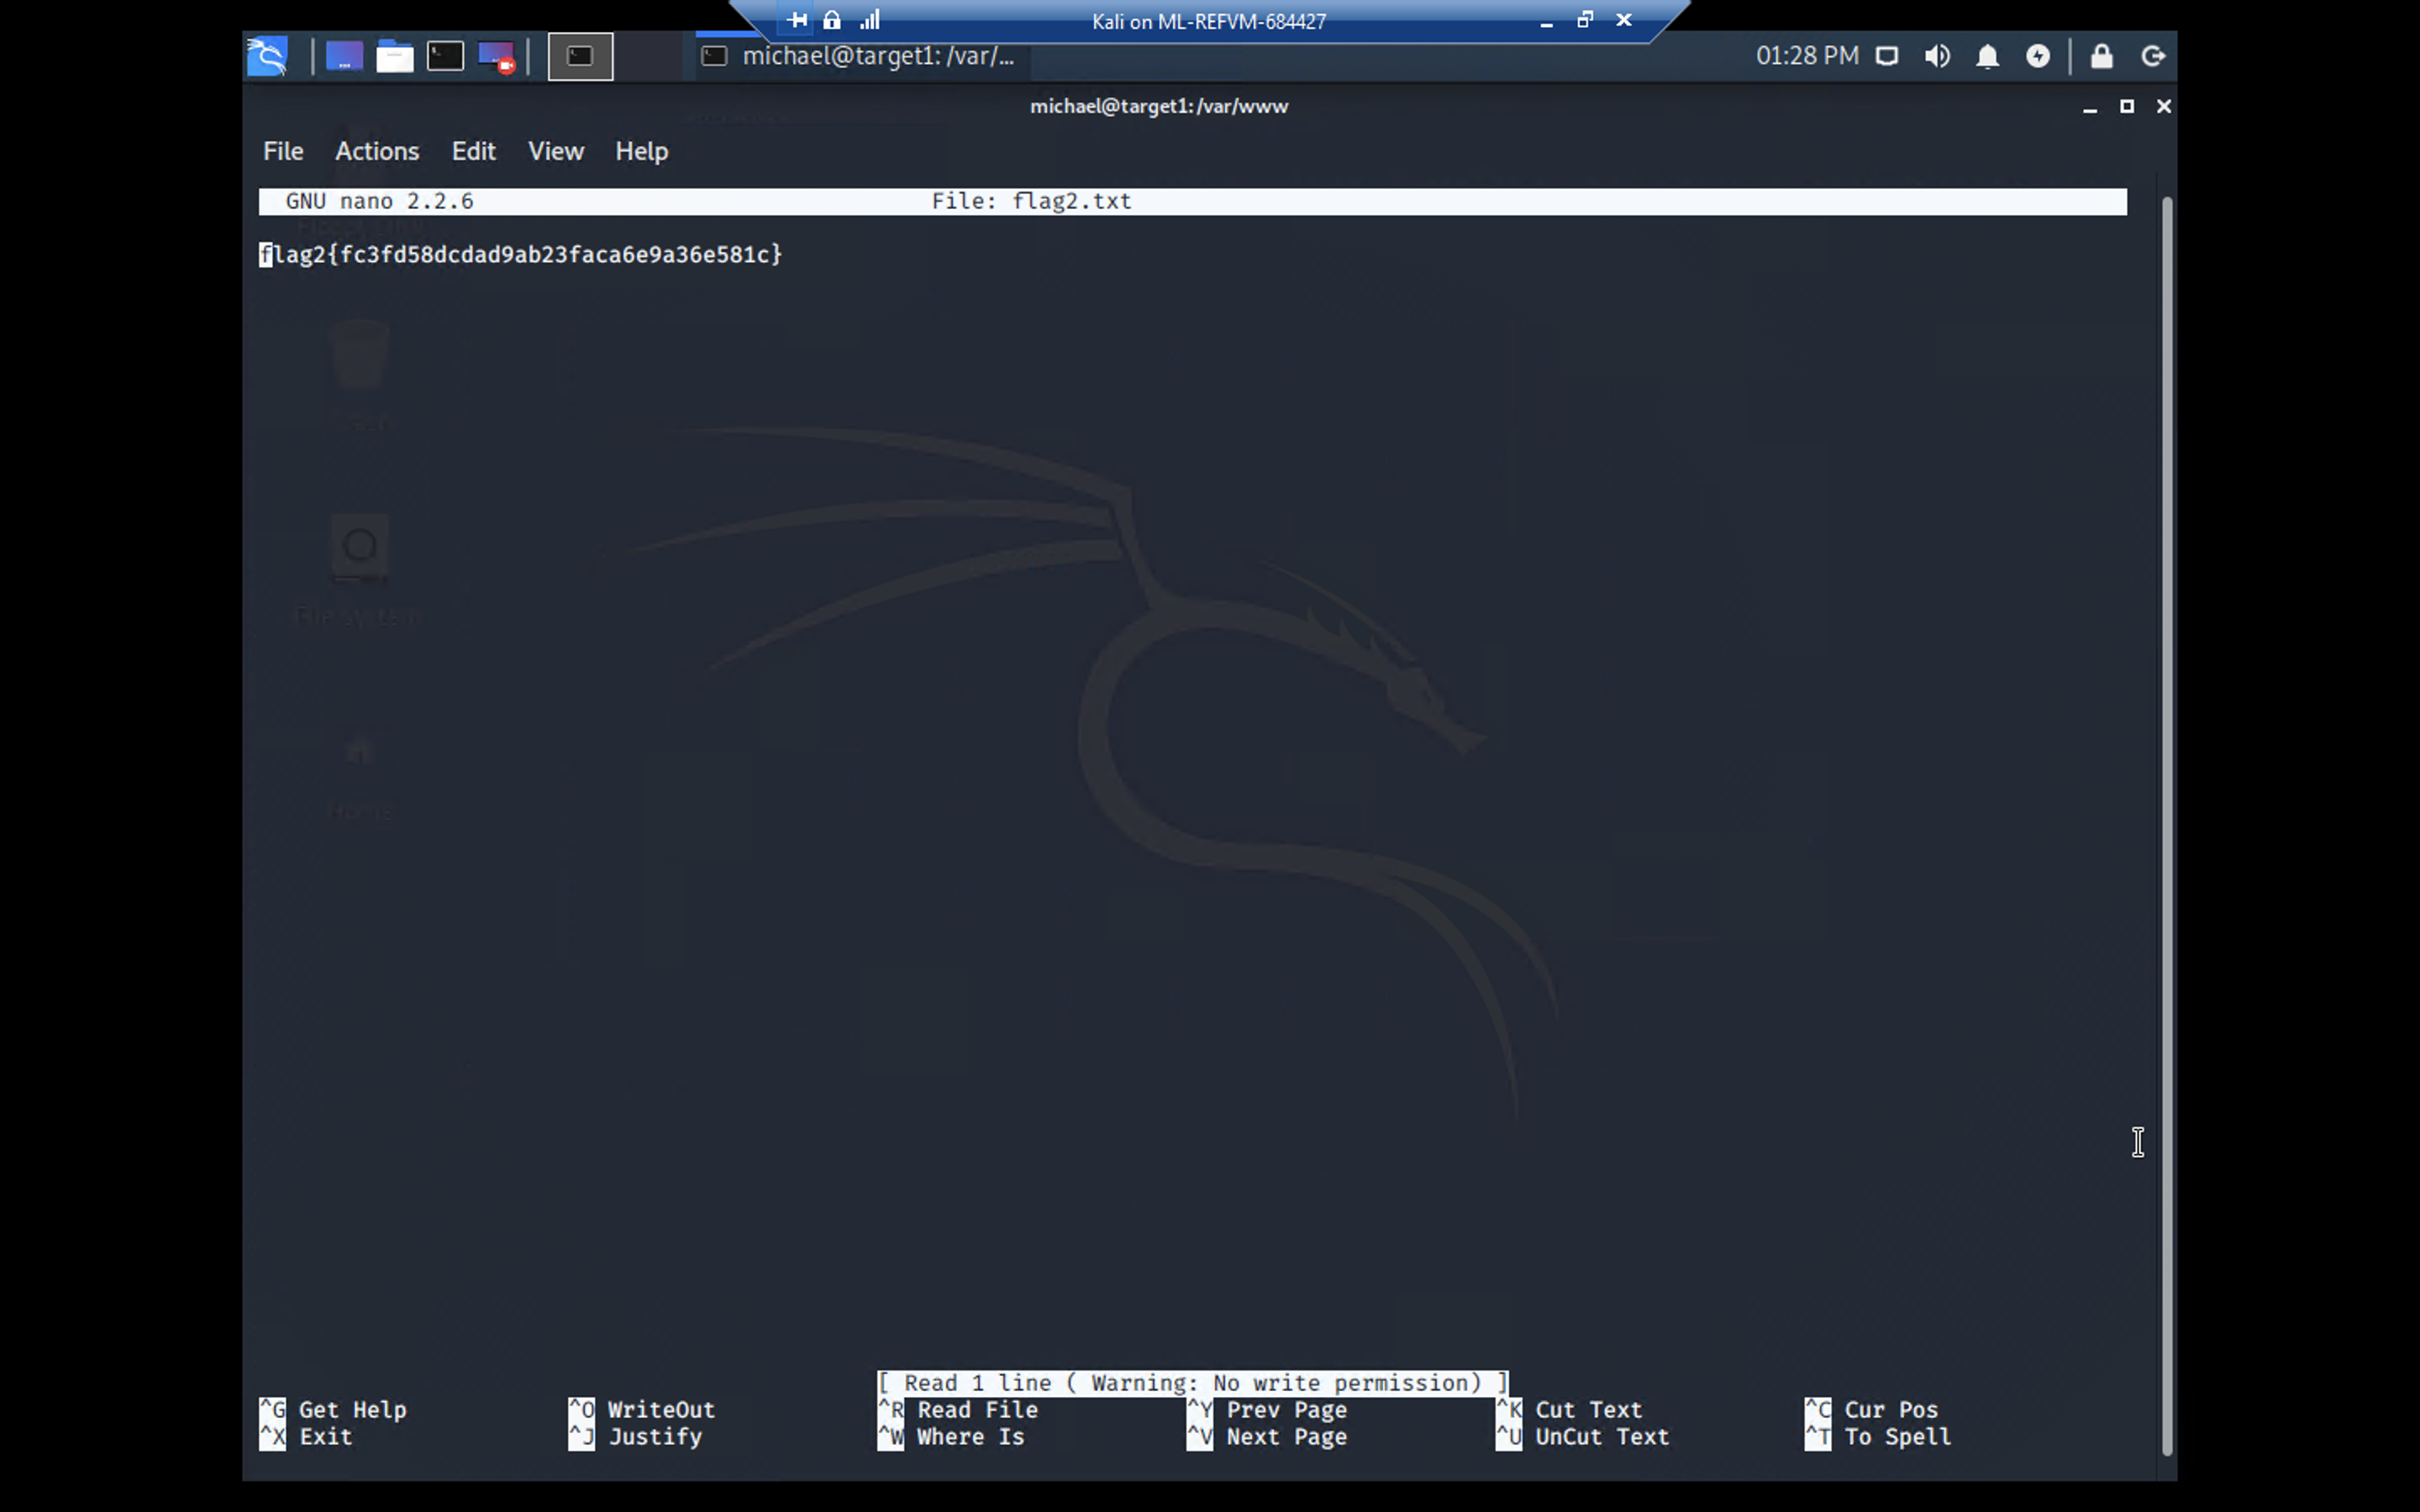 Kali on ML-REFVM-684427
michael@target1: /var/...
01:28 PM
michael@target1: /var/www
File Actions Edit View Help
GNU nano 2.2.6 File: flag2.txt
flag2{fc3fd58dcdad9ab23faca6e9a36e581c}
File System
Home
[ Read 1 line ( Warning: No write permission) ]
^G Get Help ^O WriteOut ^R Read File ^Y Prev Page ^K Cut Text ^C Cur Pos
^X Exit ^J Justify ^W Where Is ^V Next Page ^U UnCut Text ^T To Spell